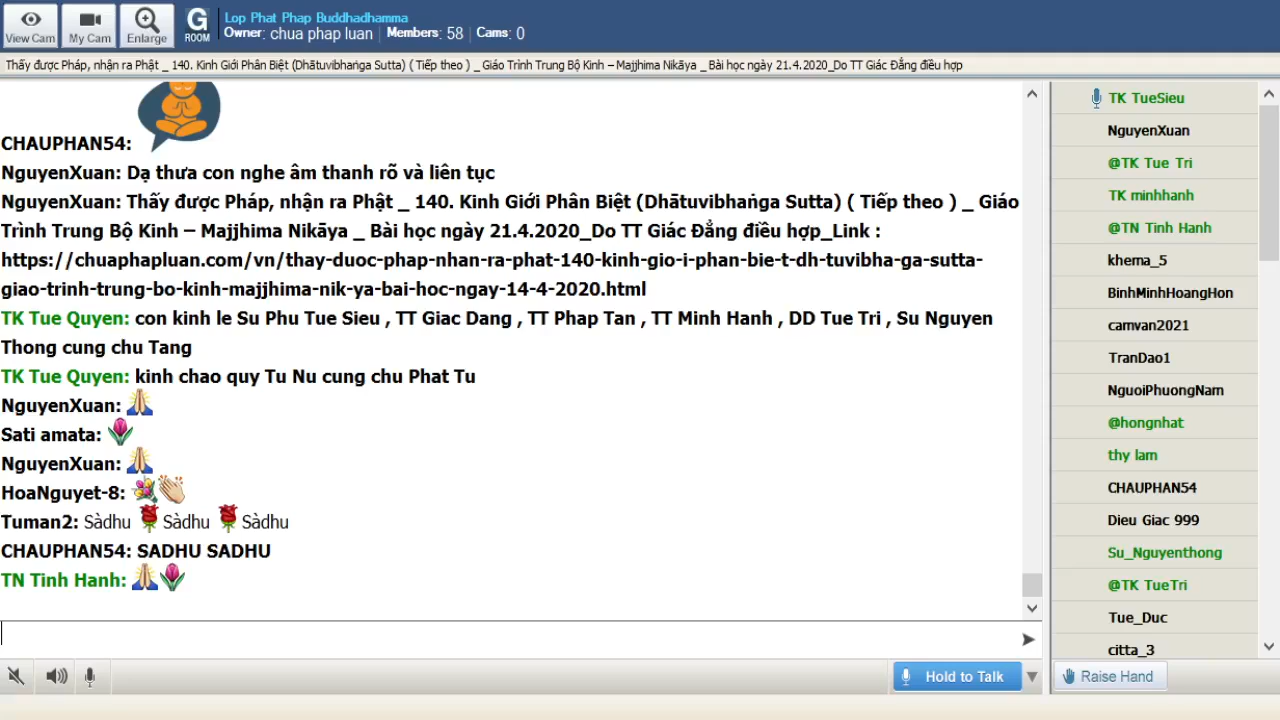 View Cam
My Cam
Enlarge
G
ROOM
Lop Phat Phap Buddhadhamma
Owner: chua phap luan | Members: 58 | Cams: 0
Thấy được Pháp, nhận ra Phật _ 140. Kinh Giới Phân Biệt (Dhātuvibhaṅga Sutta) ( Tiếp theo ) _ Giáo Trình Trung Bộ Kinh – Majjhima Nikāya _ Bài học ngày 21.4.2020_Do TT Giác Đẳng điều hợp
CHAUPHAN54:
NguyenXuan: Dạ thưa con nghe âm thanh rõ và liên tục
NguyenXuan: Thấy được Pháp, nhận ra Phật _ 140. Kinh Giới Phân Biệt (Dhātuvibhaṅga Sutta) ( Tiếp theo ) _ Giáo
Trình Trung Bộ Kinh – Majjhima Nikāya _ Bài học ngày 21.4.2020_Do TT Giác Đẳng điều hợp_Link :
https://chuaphapluan.com/vn/thay-duoc-phap-nhan-ra-phat-140-kinh-gio-i-phan-bie-t-dh-tuvibha-ga-sutta-
giao-trinh-trung-bo-kinh-majjhima-nik-ya-bai-hoc-ngay-14-4-2020.html
TK Tue Quyen: con kinh le Su Phu Tue Sieu , TT Giac Dang , TT Phap Tan , TT Minh Hanh , DD Tue Tri , Su Nguyen
Thong cung chu Tang
TK Tue Quyen: kinh chao quy Tu Nu cung chu Phat Tu
NguyenXuan:
Sati amata:
NguyenXuan:
HoaNguyet-8:
Tuman2: Sàdhu Sàdhu Sàdhu
CHAUPHAN54: SADHU SADHU
TN Tinh Hanh:
Hold to Talk
TK TueSieu
NguyenXuan
@TK Tue Tri
TK minhhanh
@TN Tinh Hanh
khema_5
BinhMinhHoangHon
camvan2021
TranDao1
NguoiPhuongNam
@hongnhat
thy lam
CHAUPHAN54
Dieu Giac 999
Su_Nguyenthong
@TK TueTri
Tue_Duc
citta_3
Raise Hand